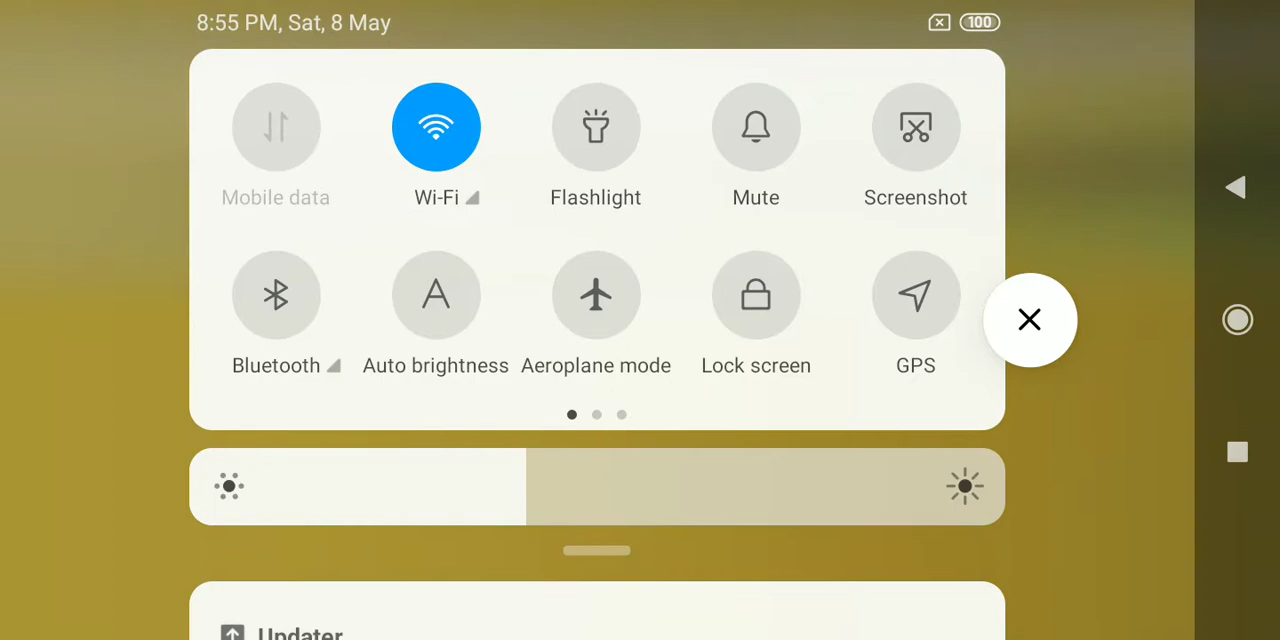 8:55 PM, Sat, 8 May 100
Mobile data Wi-Fi Flashlight Mute Screenshot
Bluetooth Auto brightness Aeroplane mode Lock screen GPS
Updater